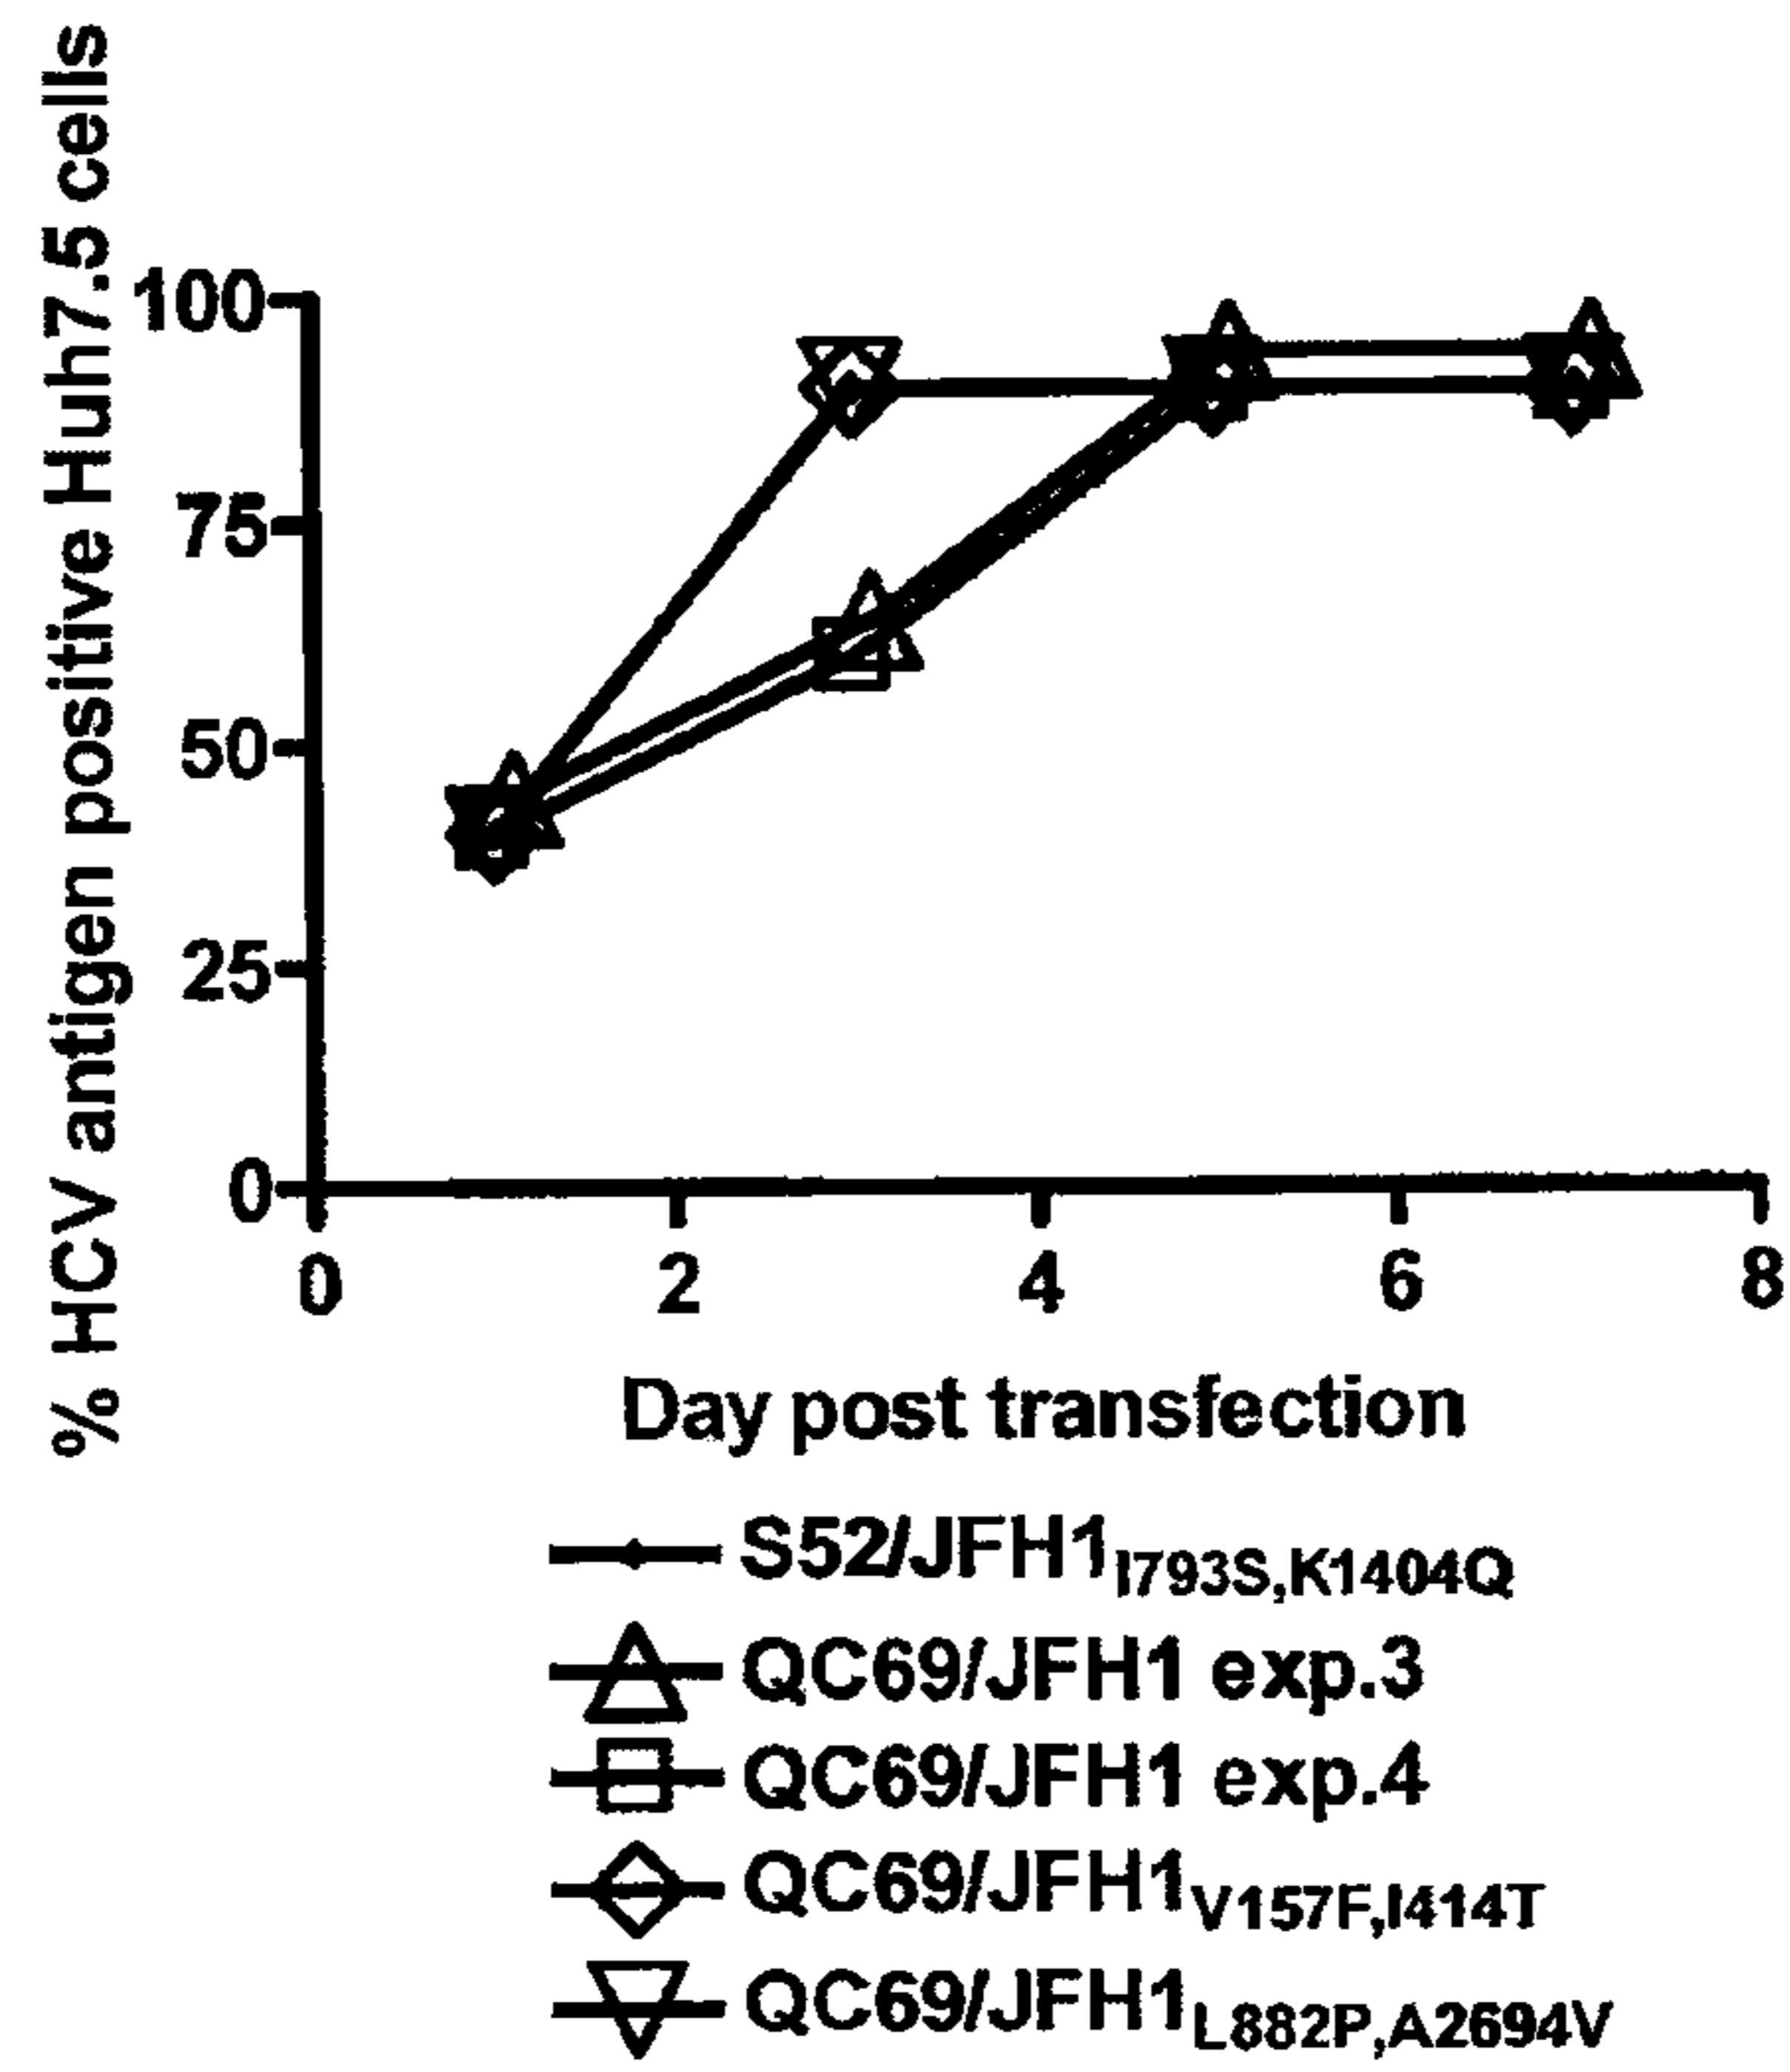 % HCV antigen positive Huh7.5 cells
100
75
50
25
0
0 2 4 6 8
Day post transfection
S52/JFH1I793S,K1404Q
QC69/JFH1 exp.3
QC69/JFH1 exp.4
QC69/JFH1V157F,I414T
QC69/JFH1L882P,A2694V